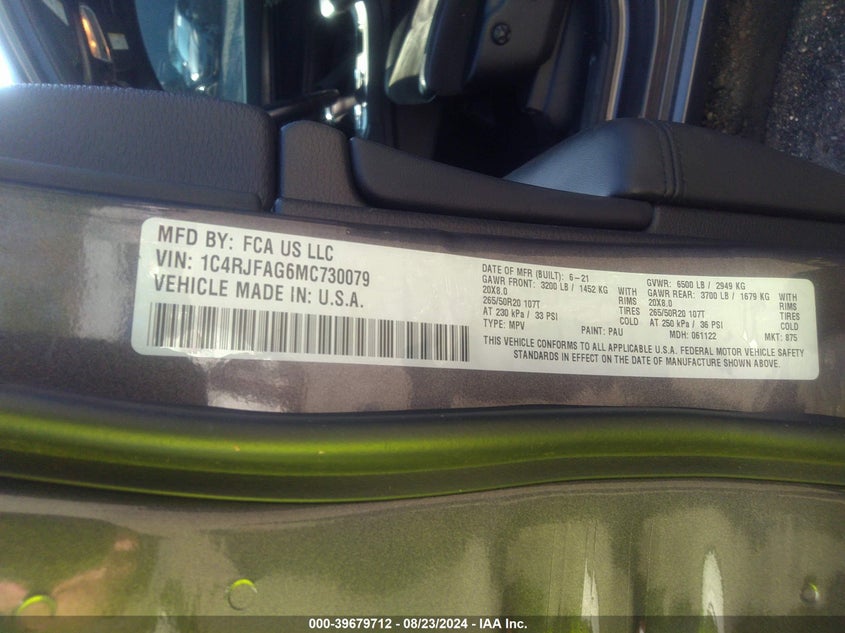 MFD BY: FCA US LLC
VIN: 1C4RJFAG6MC730079
VEHICLE MADE IN: U.S.A.
DATE OF MFR (BUILT): 6-21 GVWR: 6500 LB / 2949 KG
GAWR FRONT: 3200 LB / 1452 KG WITH GAWR REAR: 3700 LB / 1679 KG WITH
20X8.0 RIMS 20X8.0 RIMS
265/50R20 107T TIRES 265/50R20 107T TIRES
AT 230 kPa / 33 PSI COLD AT 250 kPa / 36 PSI COLD
TYPE: MPV PAINT: PAU MDH: 061122 MKT: 875
THIS VEHICLE CONFORMS TO ALL APPLICABLE U.S.A. FEDERAL MOTOR VEHICLE SAFETY
STANDARDS IN EFFECT ON THE DATE OF MANUFACTURE SHOWN ABOVE.
000-39679712 - 08/23/2024 - IAA Inc.